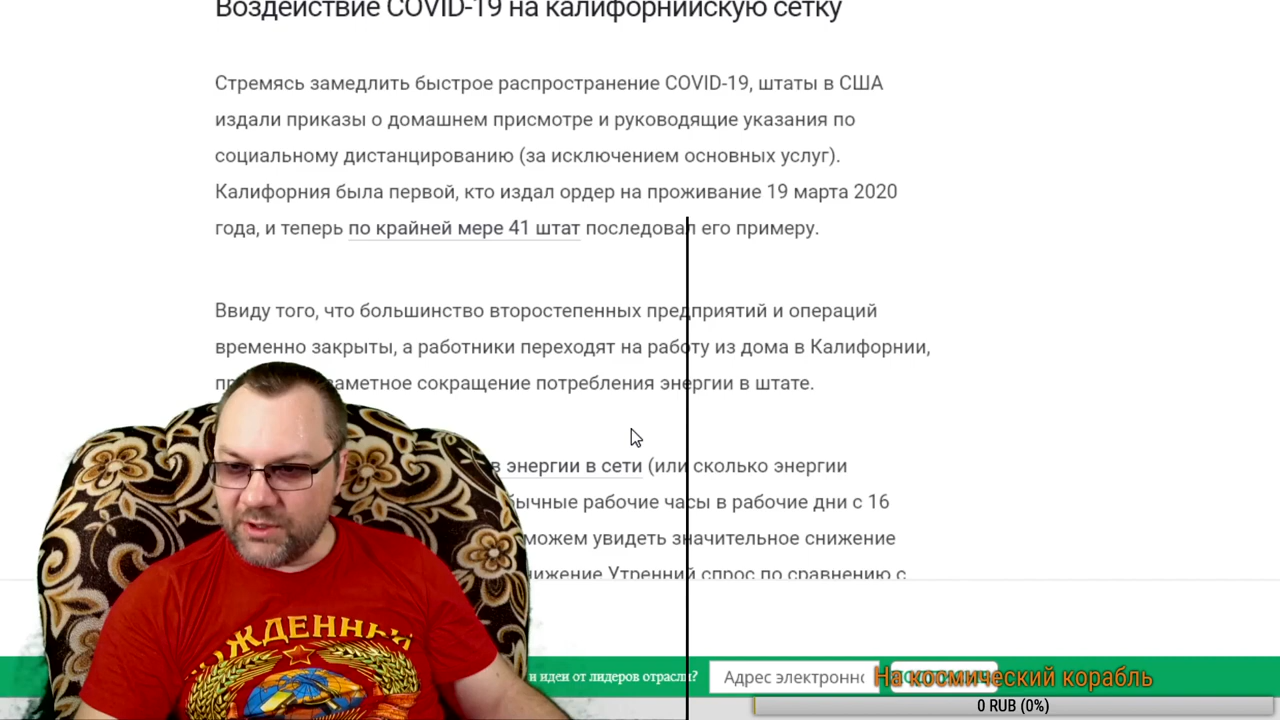 Воздействие COVID-19 на калифорнийскую сетку
Стремясь замедлить быстрое распространение COVID-19, штаты в США
издали приказы о домашнем присмотре и руководящие указания по
социальному дистанцированию (за исключением основных услуг).
Калифорния была первой, кто издал ордер на проживание 19 марта 2020
года, и теперь по крайней мере 41 штат последовал его примеру.
Ввиду того, что большинство второстепенных предприятий и операций
временно закрыты, а работники переходят на работу из дома в Калифорнии,
заметное сокращение потребления энергии в штате.
энергии в сети (или сколько энергии
рабочие часы в рабочие дни с 16
можем увидеть значительное снижение
Утренний спрос по сравнению с
и идеи от лидеров отрасли?
Адрес
На космический корабль
0 RUB (0%)